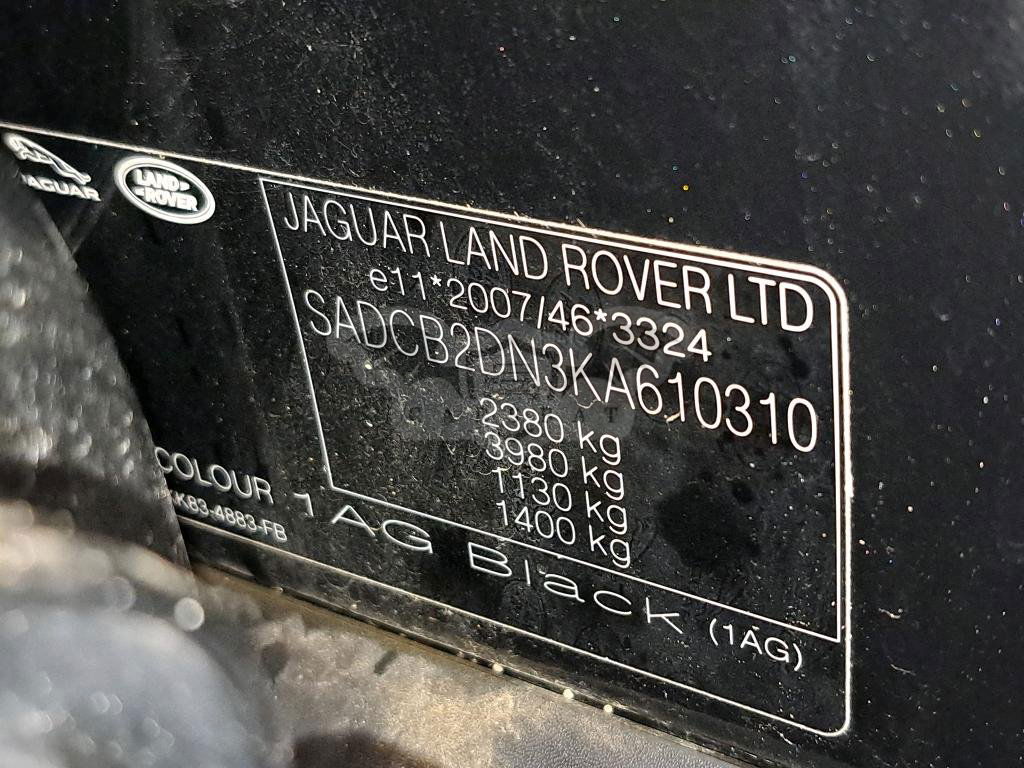 JAGUAR
LAND
ROVER
JAGUAR LAND ROVER LTD
e11*2007/46*3324
SADCB2DN3KA610310
2380 kg
3980 kg
1130 kg
1400 kg
COLOUR 1AG Black (1AG)
K83-4883-FB